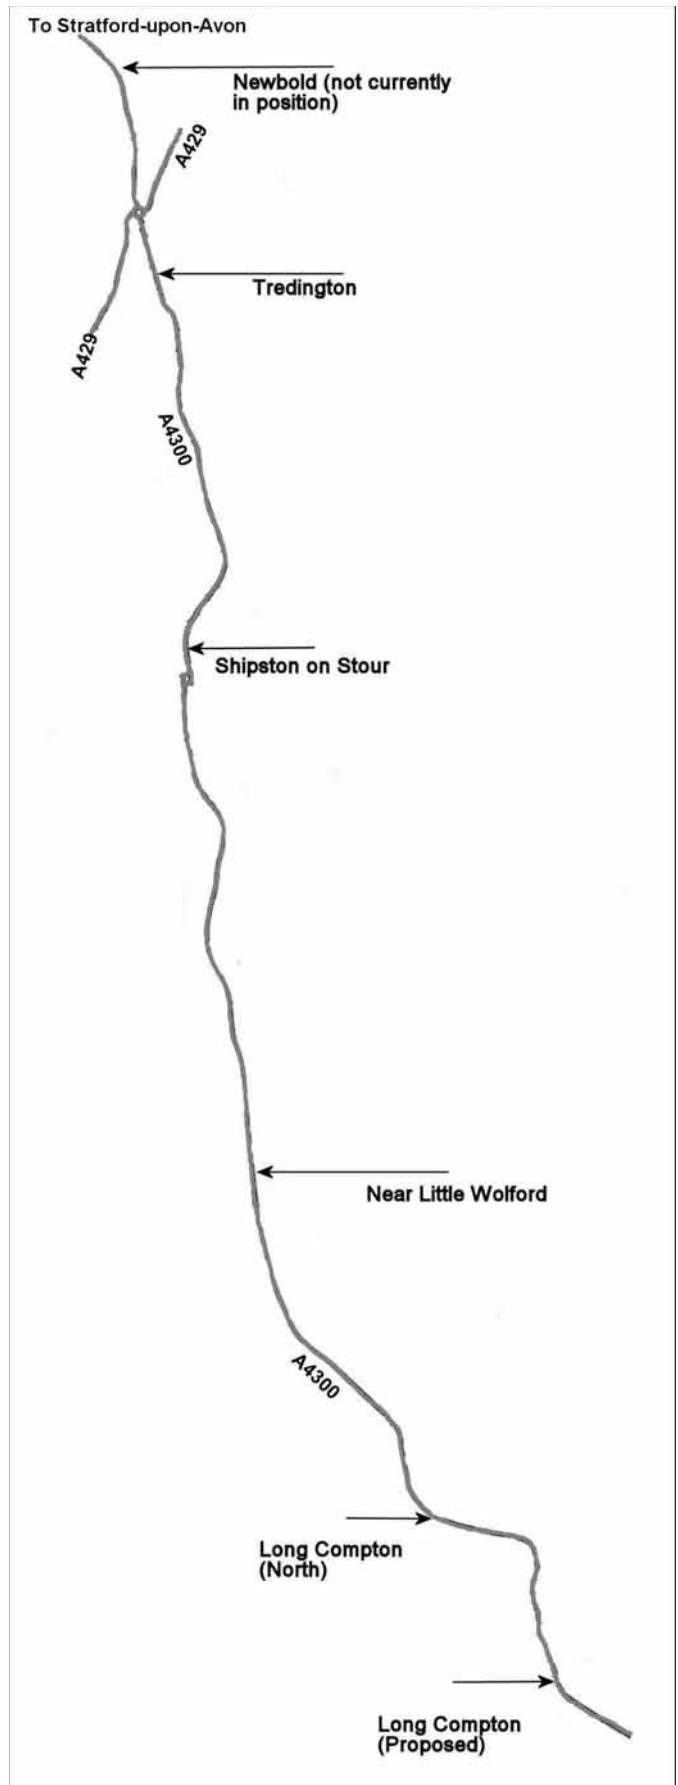 To Stratford-upon-Avon
Newbold (not currently
in position)
A429
Tredington
A429
A4300
Shipston on Stour
Near Little Wolford
A4300
Long Compton
(North)
Long Compton
(Proposed)